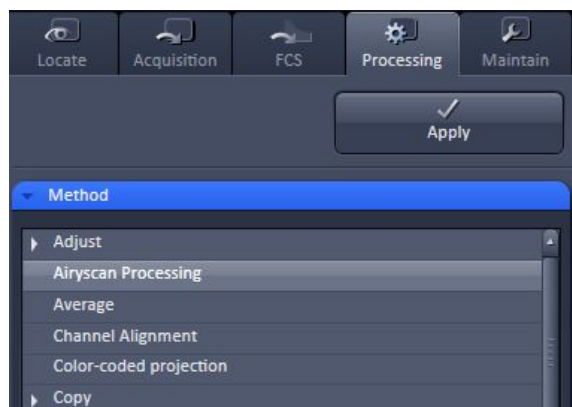 Locate Acquisition FCS Processing Maintain
Apply
Method
Adjust
Airyscan Processing
Average
Channel Alignment
Color-coded projection
Copy